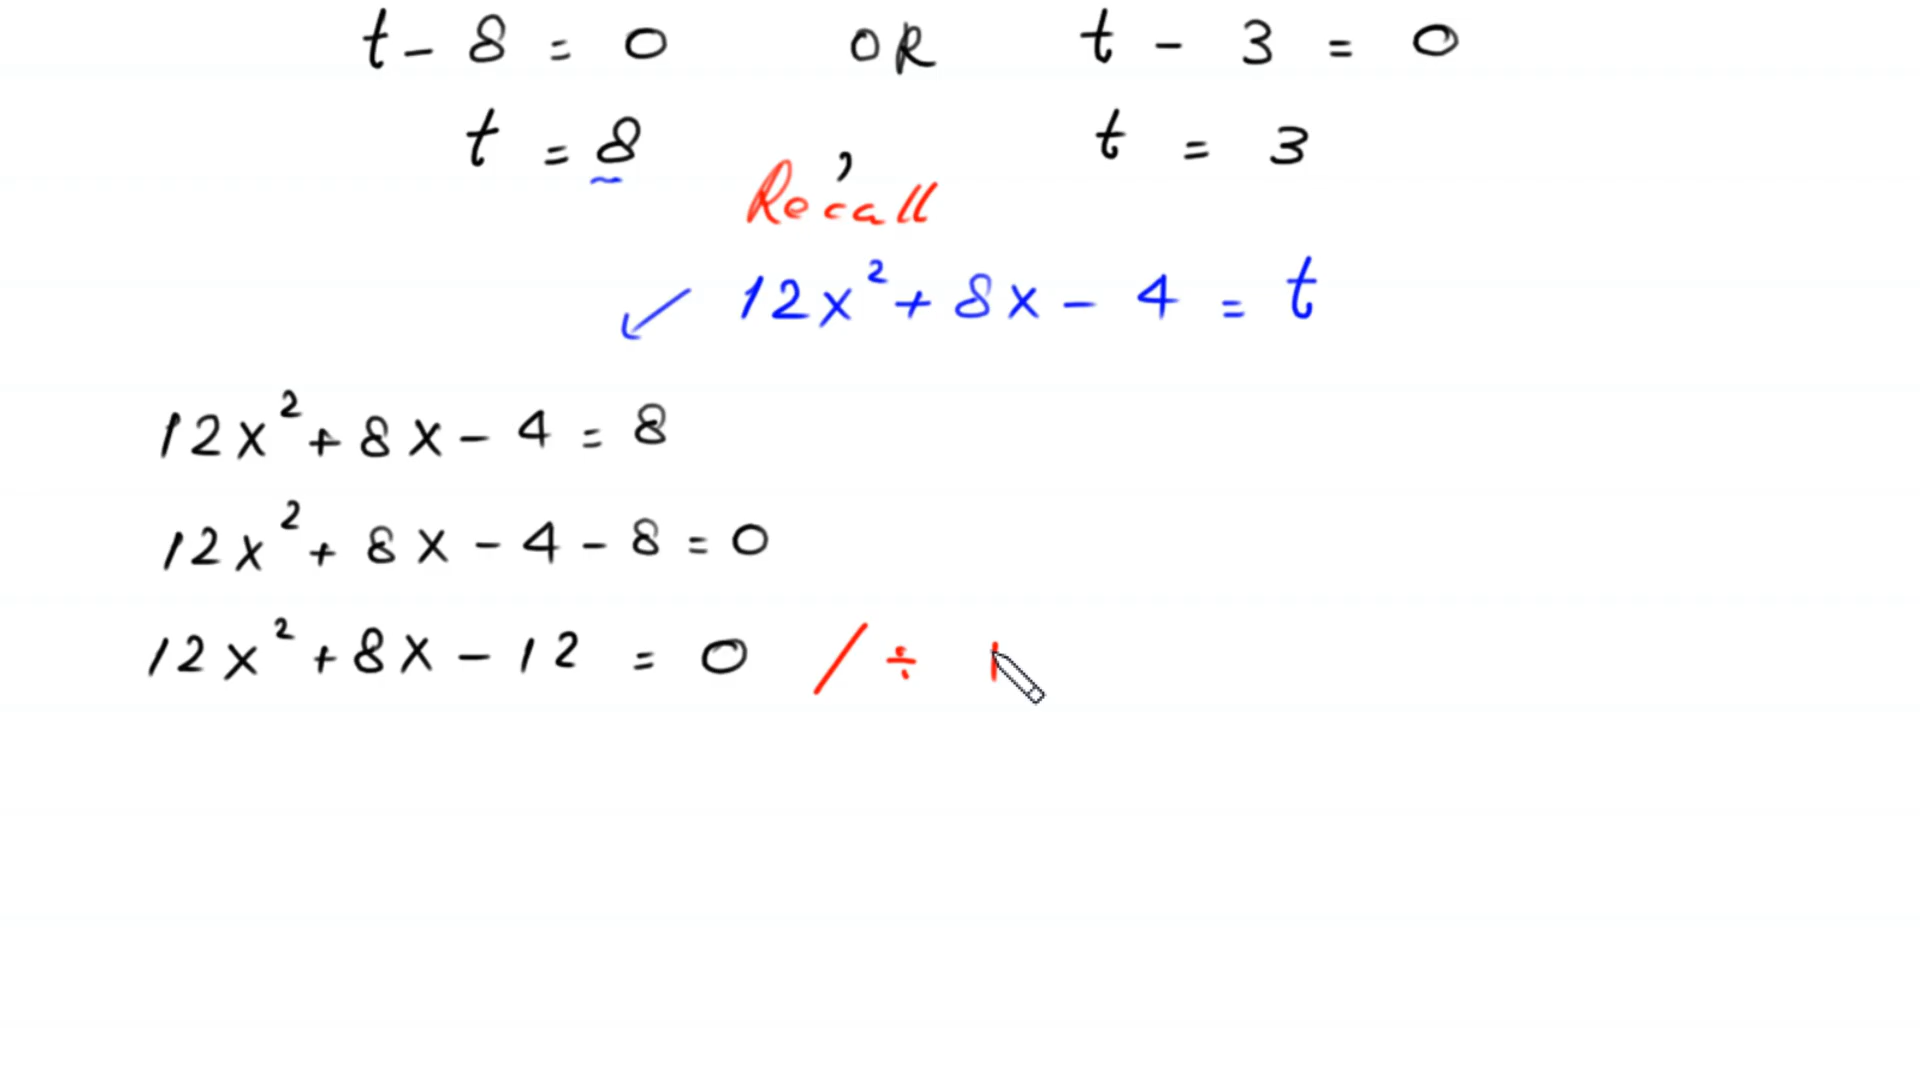 t - 8 = 0 OR t - 3 = 0
t = 8 , t = 3
Recall
12x² + 8x - 4 = t
12x² + 8x - 4 = 8
12x² + 8x - 4 - 8 = 0
12x² + 8x - 12 = 0 / ÷